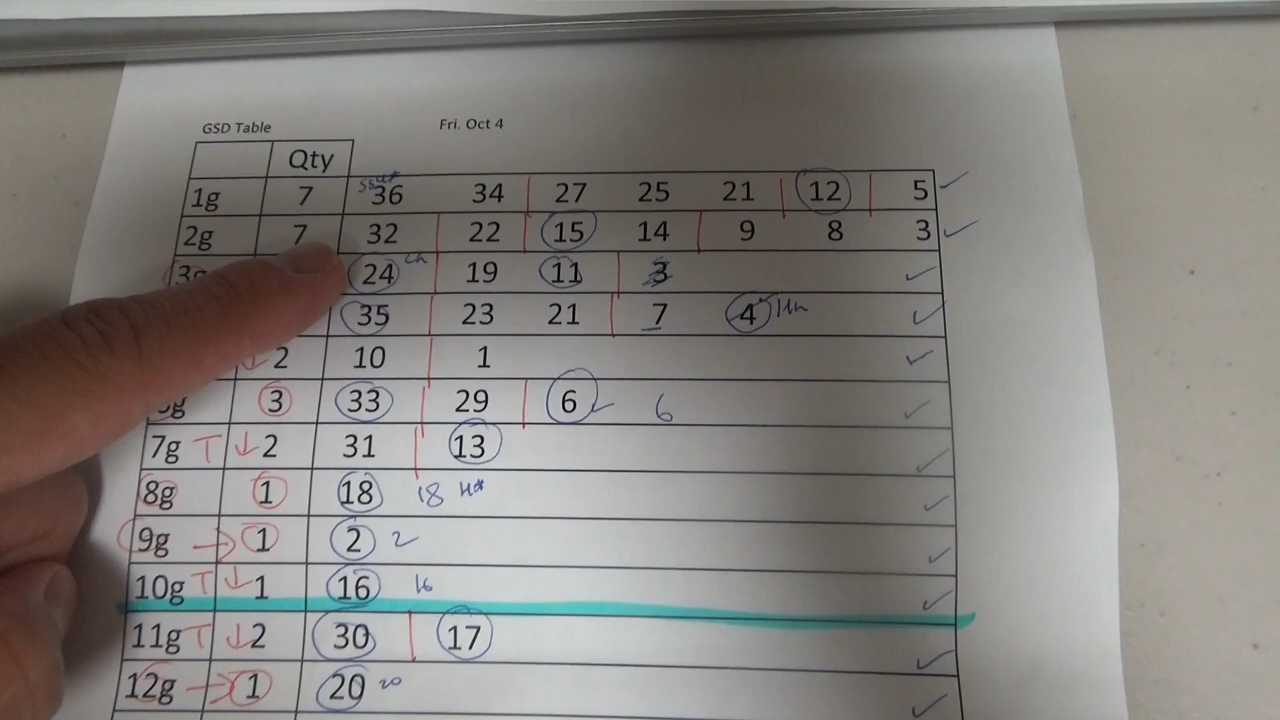 GSD Table Fri. Oct 4
Qty
1g 7 36 34 27 25 21 12 5
2g 7 32 22 15 14 9 8 3
3g 24 19 11 3
35 23 21 7 4
2 10 1
g 3 33 29 6 6
7g T 2 31 13
8g 1 18 18
9g 1 2 2
10g T 1 16 16
11g T 2 30 17
12g 1 20 20